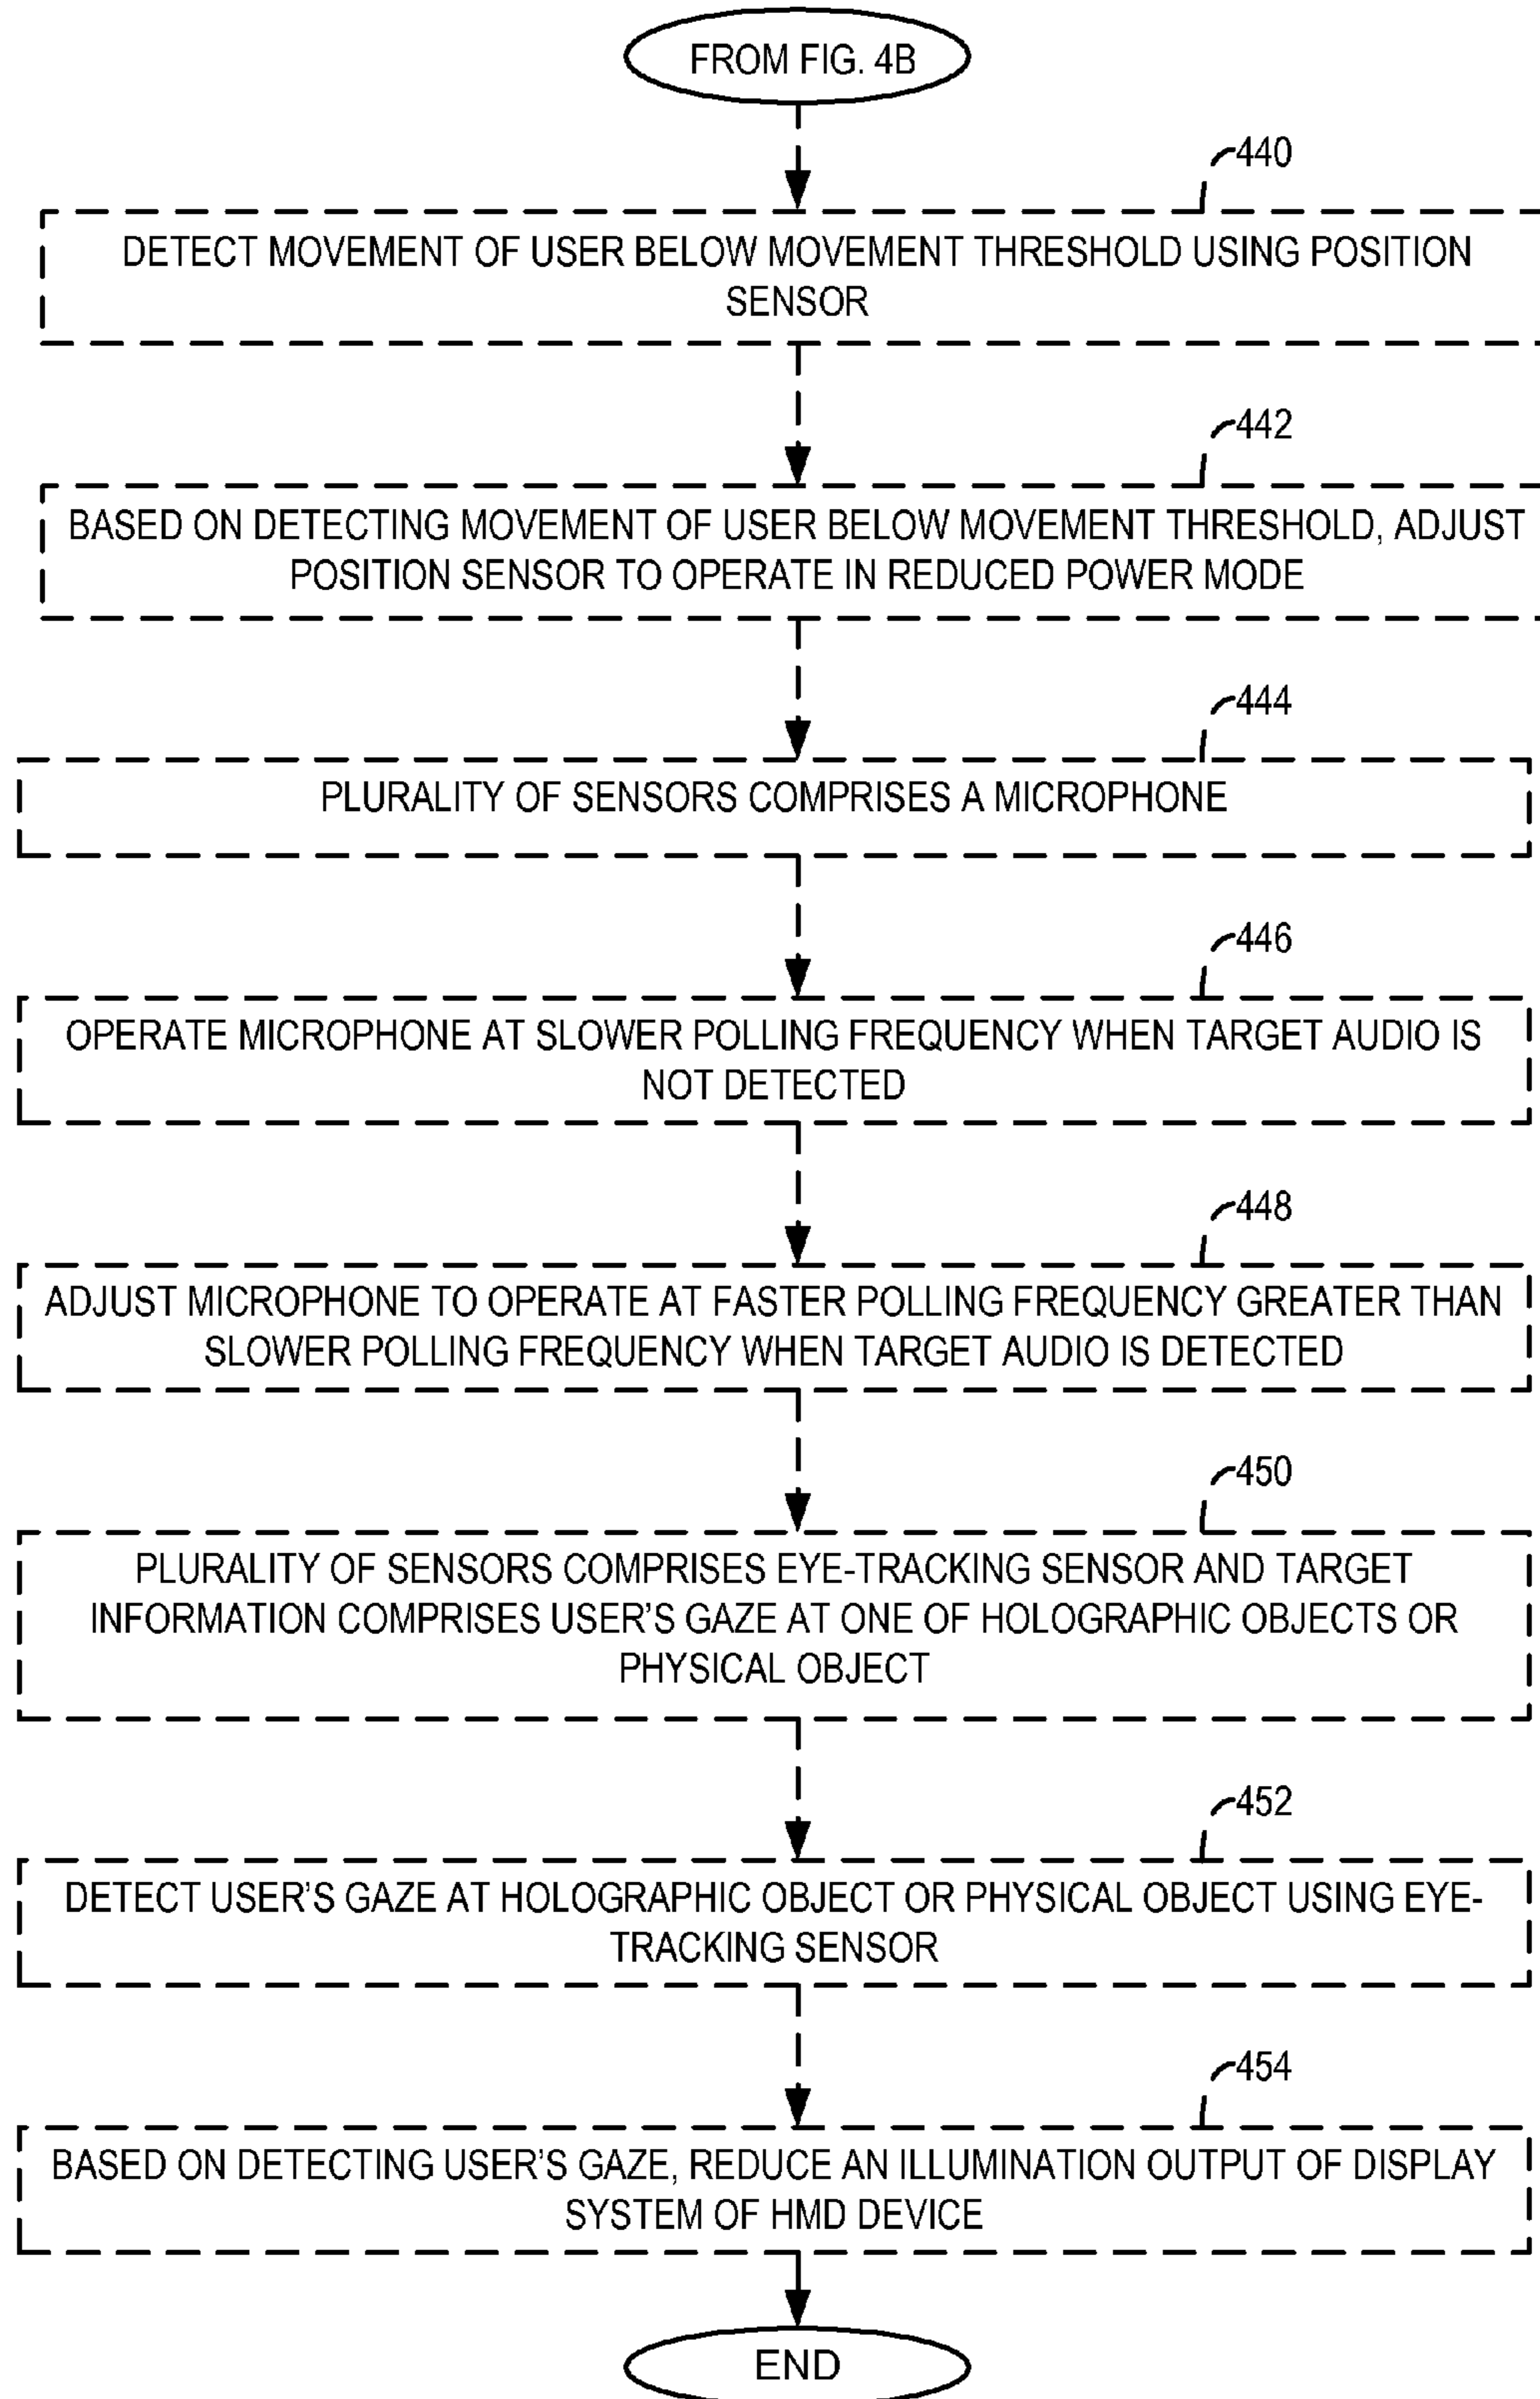 FROM FIG. 4B
440
DETECT MOVEMENT OF USER BELOW MOVEMENT THRESHOLD USING POSITION
SENSOR
442
BASED ON DETECTING MOVEMENT OF USER BELOW MOVEMENT THRESHOLD, ADJUST
POSITION SENSOR TO OPERATE IN REDUCED POWER MODE
444
PLURALITY OF SENSORS COMPRISES A MICROPHONE
446
OPERATE MICROPHONE AT SLOWER POLLING FREQUENCY WHEN TARGET AUDIO IS
NOT DETECTED
448
ADJUST MICROPHONE TO OPERATE AT FASTER POLLING FREQUENCY GREATER THAN
SLOWER POLLING FREQUENCY WHEN TARGET AUDIO IS DETECTED
450
PLURALITY OF SENSORS COMPRISES EYE-TRACKING SENSOR AND TARGET
INFORMATION COMPRISES USER'S GAZE AT ONE OF HOLOGRAPHIC OBJECTS OR
PHYSICAL OBJECT
452
DETECT USER'S GAZE AT HOLOGRAPHIC OBJECT OR PHYSICAL OBJECT USING EYE-
TRACKING SENSOR
454
BASED ON DETECTING USER'S GAZE, REDUCE AN ILLUMINATION OUTPUT OF DISPLAY
SYSTEM OF HMD DEVICE
END